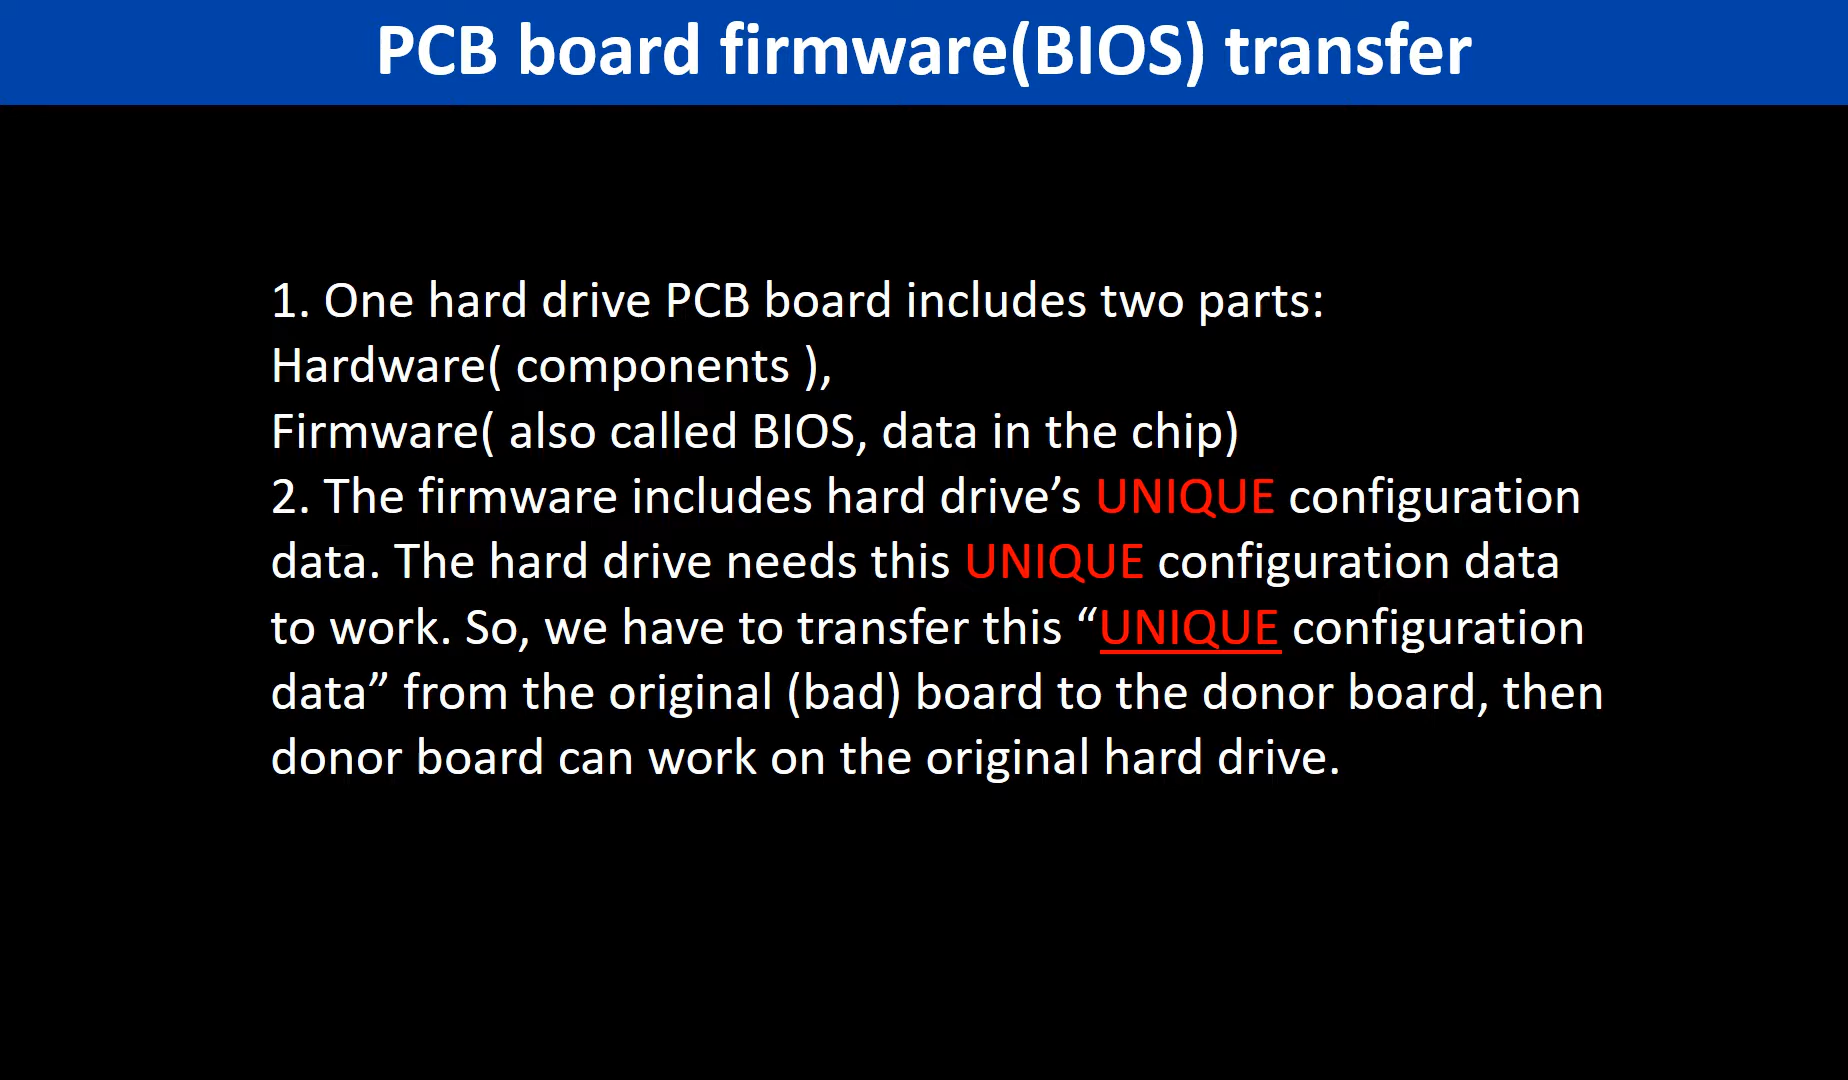 PCB board firmware(BIOS) transfer
1. One hard drive PCB board includes two parts:
Hardware( components ),
Firmware( also called BIOS, data in the chip)
2. The firmware includes hard drive’s UNIQUE configuration
data. The hard drive needs this UNIQUE configuration data
to work. So, we have to transfer this “UNIQUE configuration
data” from the original (bad) board to the donor board, then
donor board can work on the original hard drive.